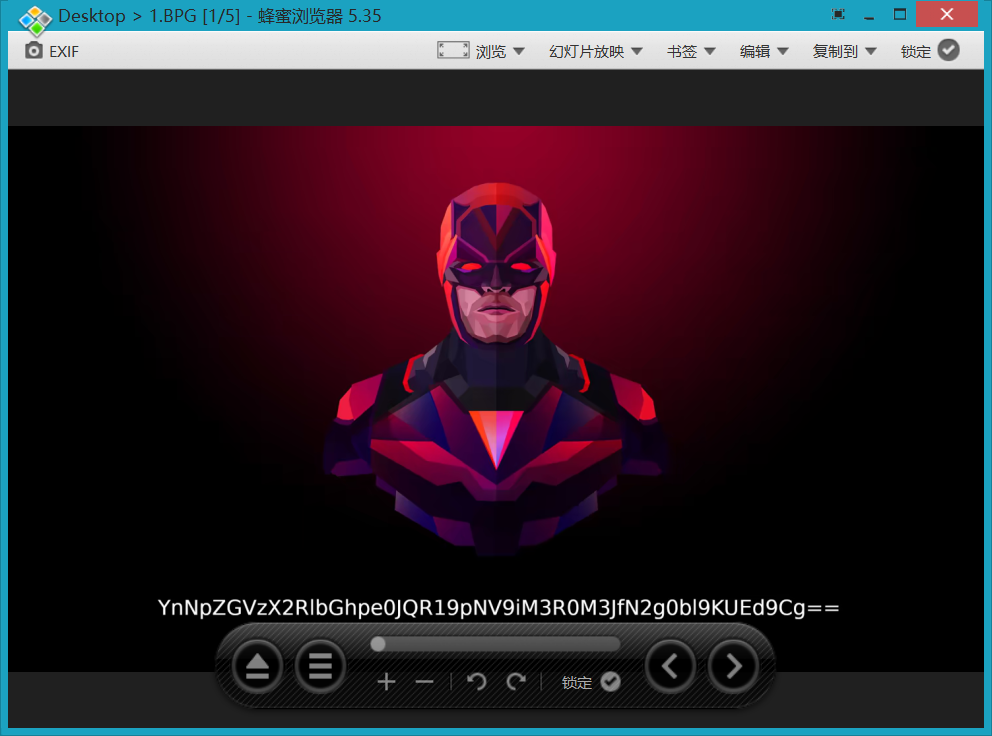 Desktop > 1.BPG [1/5] - 蜂蜜浏览器 5.35
EXIF 浏览 幻灯片放映 书签 编辑 复制到 锁定
YnNpZGVzX2RlbGhpe0JQR19pNV9iM3R0M3JfN2g0bl9KUEd9Cg==
锁定